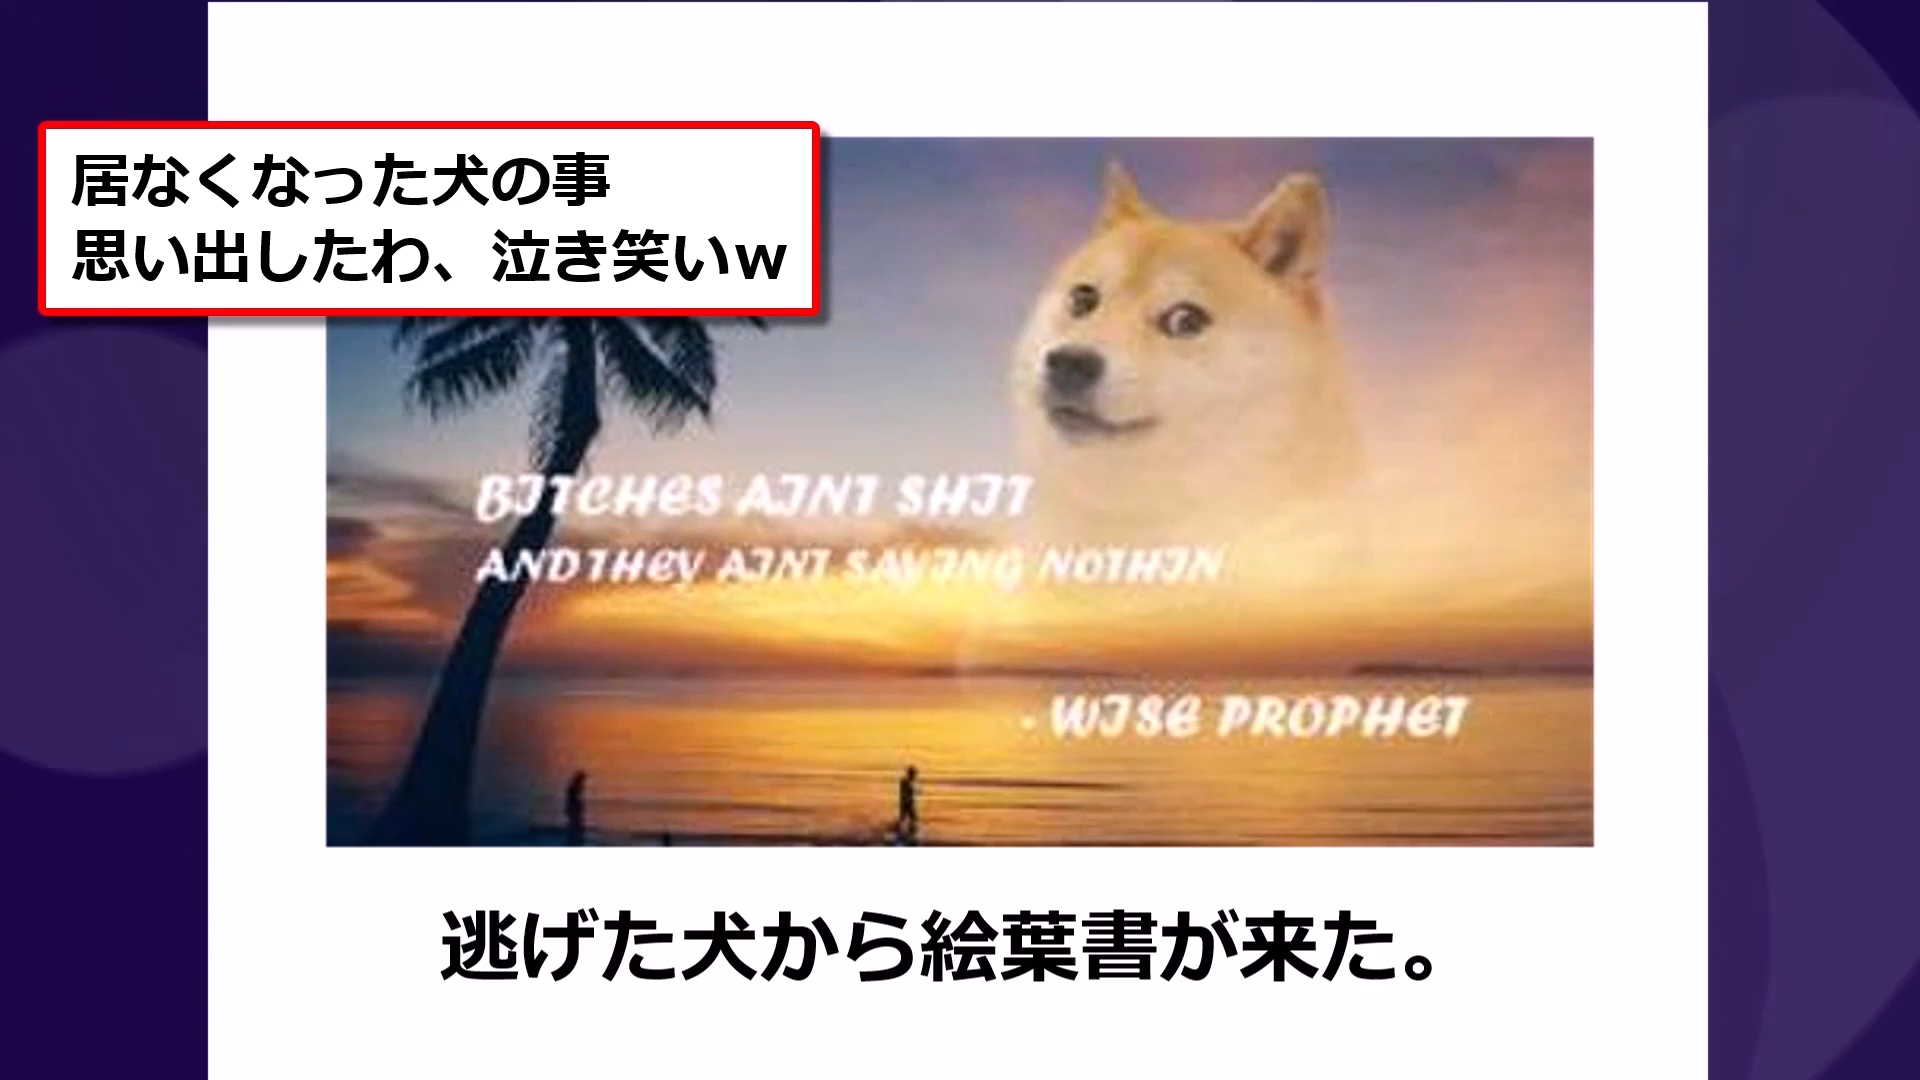 居なくなった犬の事
思い出したわ、泣き笑いw
BITCHES AINT SHIT
AND THEY AINT SAYING NOTHIN
- WISE PROPHET
逃げた犬から絵葉書が来た。